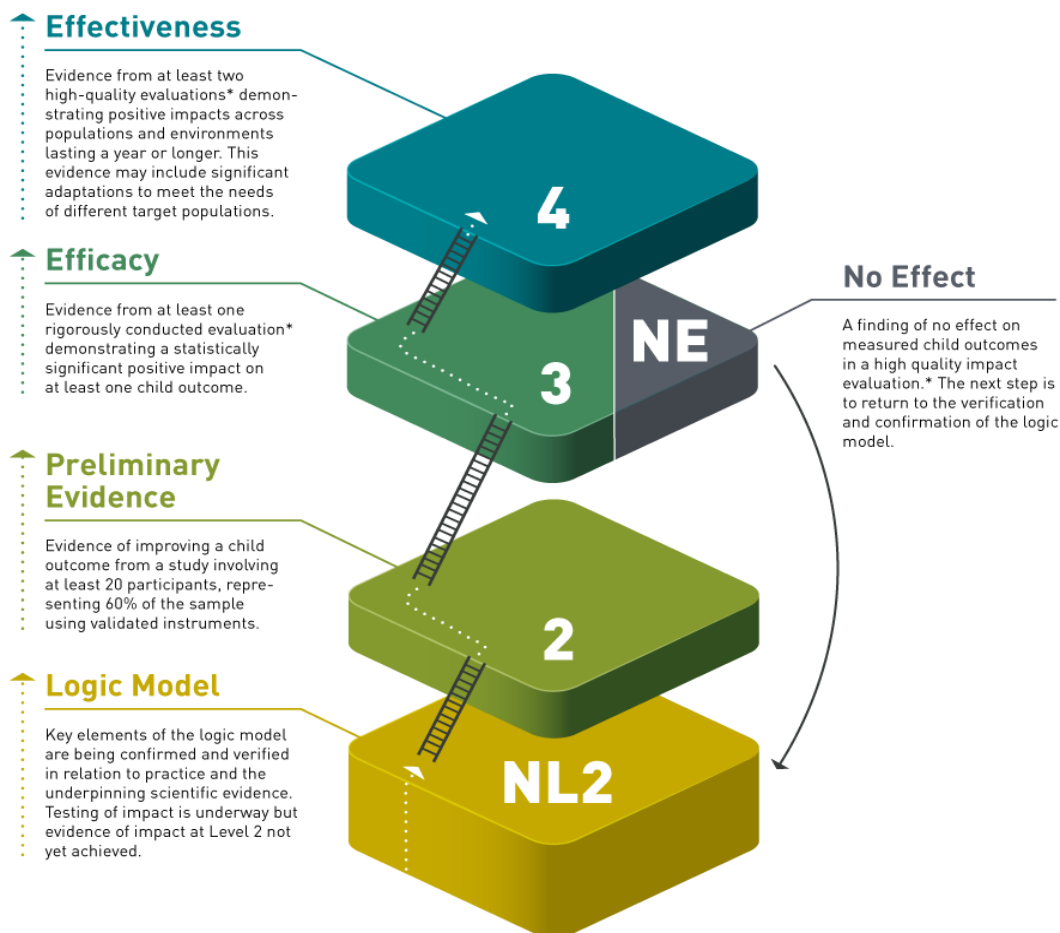 Effectiveness
Evidence from at least two
high-quality evaluations* demon-
strating positive impacts across
populations and environments
lasting a year or longer. This
evidence may include significant
adaptations to meet the needs
of different target populations.
4
Efficacy
Evidence from at least one
rigorously conducted evaluation*
demonstrating a statistically
significant positive impact on
at least one child outcome.
3
NE
No Effect
A finding of no effect on
measured child outcomes
in a high quality impact
evaluation.* The next step is
to return to the verification
and confirmation of the logic
model.
Preliminary
Evidence
Evidence of improving a child
outcome from a study involving
at least 20 participants, repre-
senting 60% of the sample
using validated instruments.
2
Logic Model
Key elements of the logic model
are being confirmed and verified
in relation to practice and the
underpinning scientific evidence.
Testing of impact is underway but
evidence of impact at Level 2 not
yet achieved.
NL2